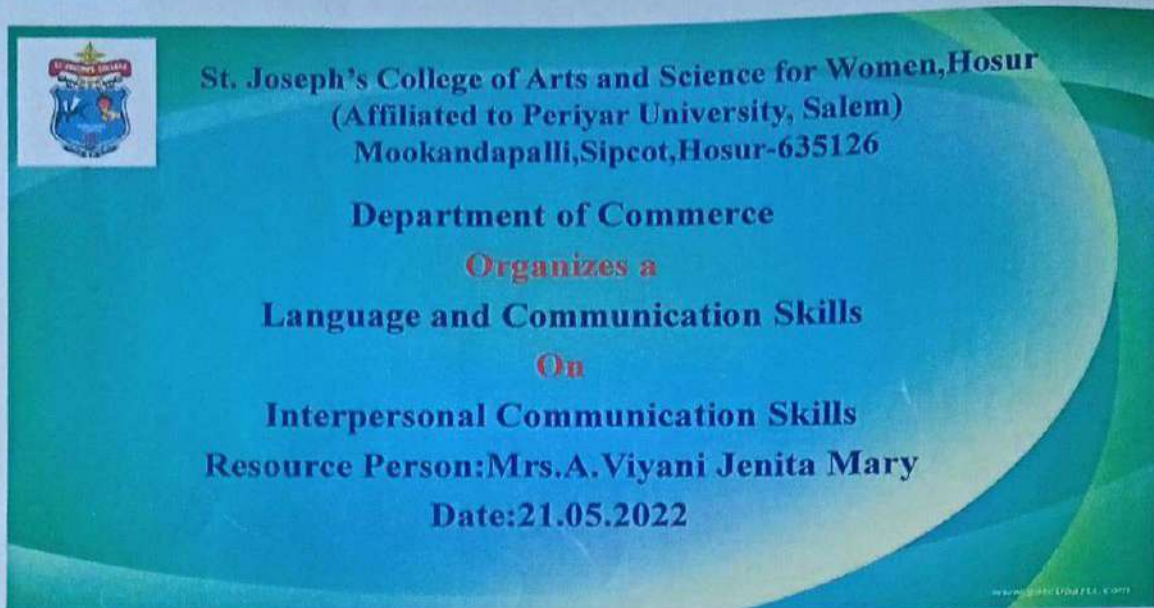 St. Joseph's College of Arts and Science for Women,Hosur
(Affiliated to Periyar University, Salem)
Mookandapalli,Sipcot,Hosur-635126
Department of Commerce
Organizes a
Language and Communication Skills
On
Interpersonal Communication Skills
Resource Person:Mrs.A.Viyani Jenita Mary
Date:21.05.2022